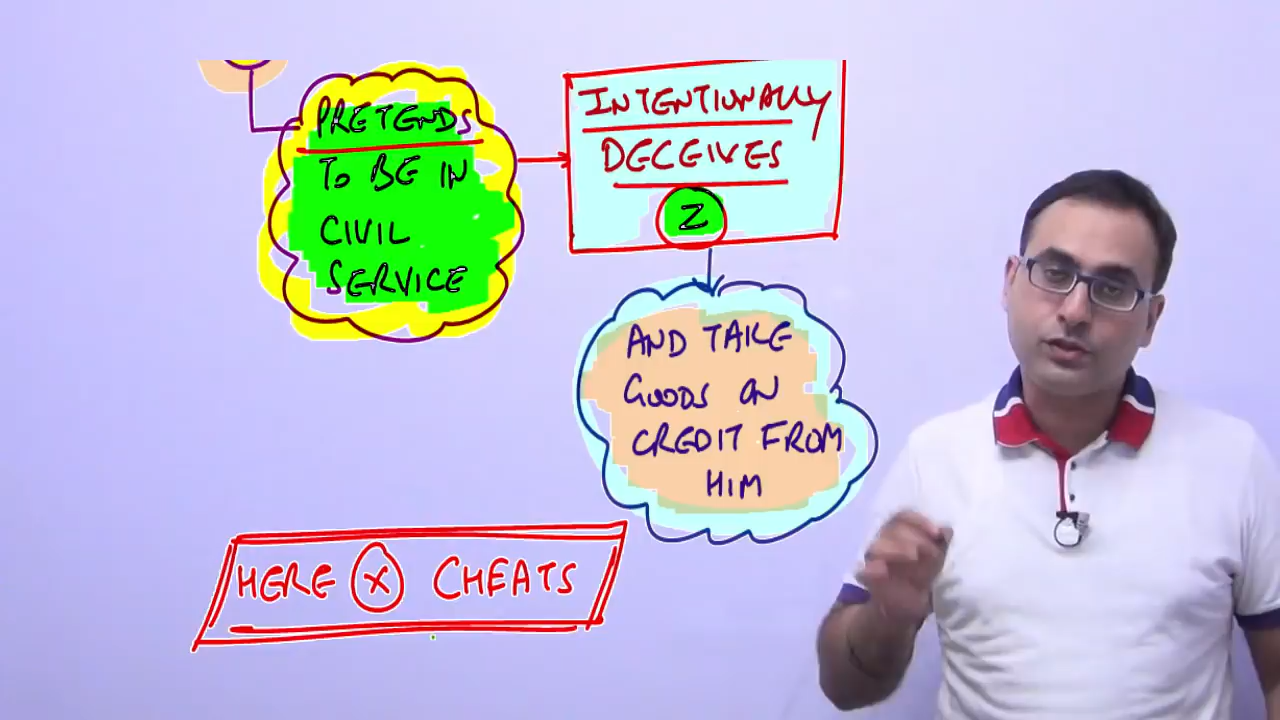 PRETENDS
TO BE IN
CIVIL
SERVICE
INTENTIONALLY
DECEIVES
Z
AND TAKE
GOODS ON
CREDIT FROM
HIM
HERE X CHEATS